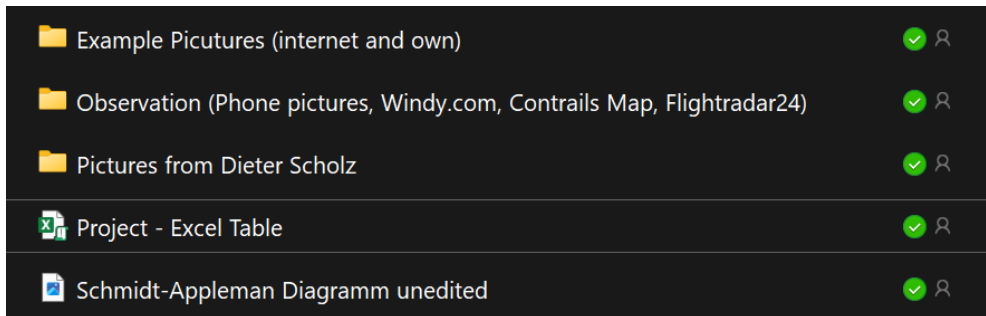 Example Picutures (internet and own)
Observation (Phone pictures, Windy.com, Contrails Map, Flightradar24)
Pictures from Dieter Scholz
Project - Excel Table
Schmidt-Appleman Diagramm unedited